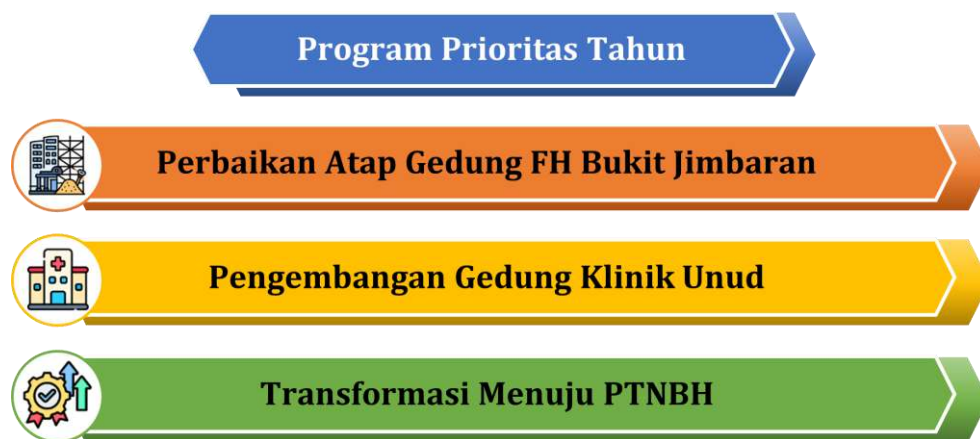 Program Prioritas Tahun
Perbaikan Atap Gedung FH Bukit Jimbaran
Pengembangan Gedung Klinik Unud
Transformasi Menuju PTNBH